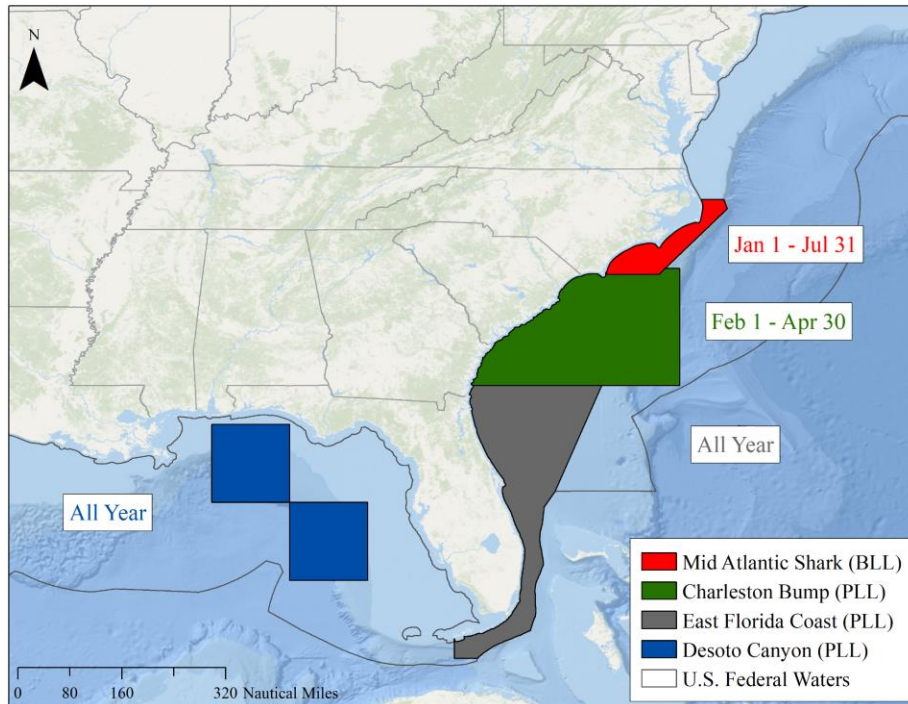 N
Jan 1 - Jul 31
Feb 1 - Apr 30
All Year
All Year
Mid Atlantic Shark (BLL)
Charleston Bump (PLL)
East Florida Coast (PLL)
Desoto Canyon (PLL)
U.S. Federal Waters
0 80 160 320 Nautical Miles